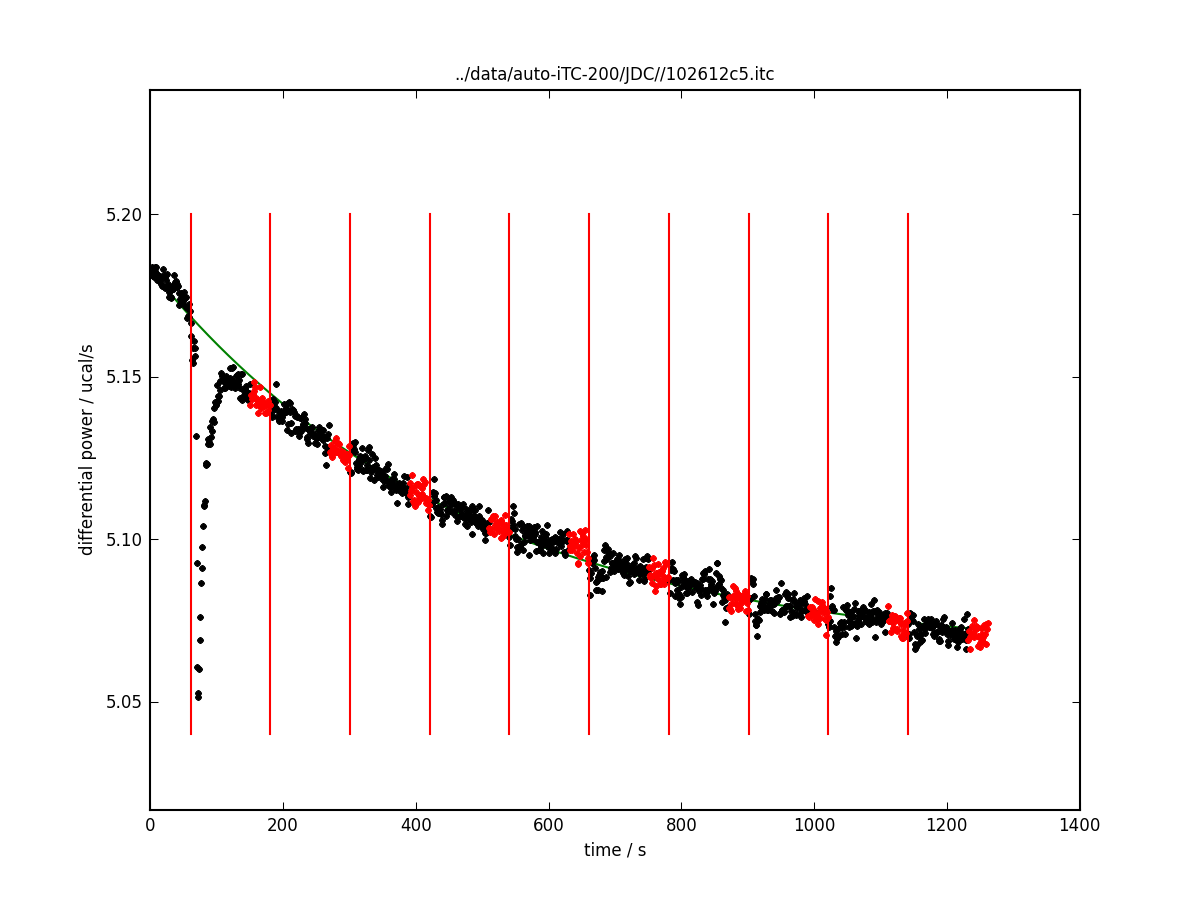 ../data/auto-iTC-200/JDC//102612c5.itc
5.20
5.15
5.10
5.05
differential power / ucal/s
0 200 400 600 800 1000 1200 1400
time / s